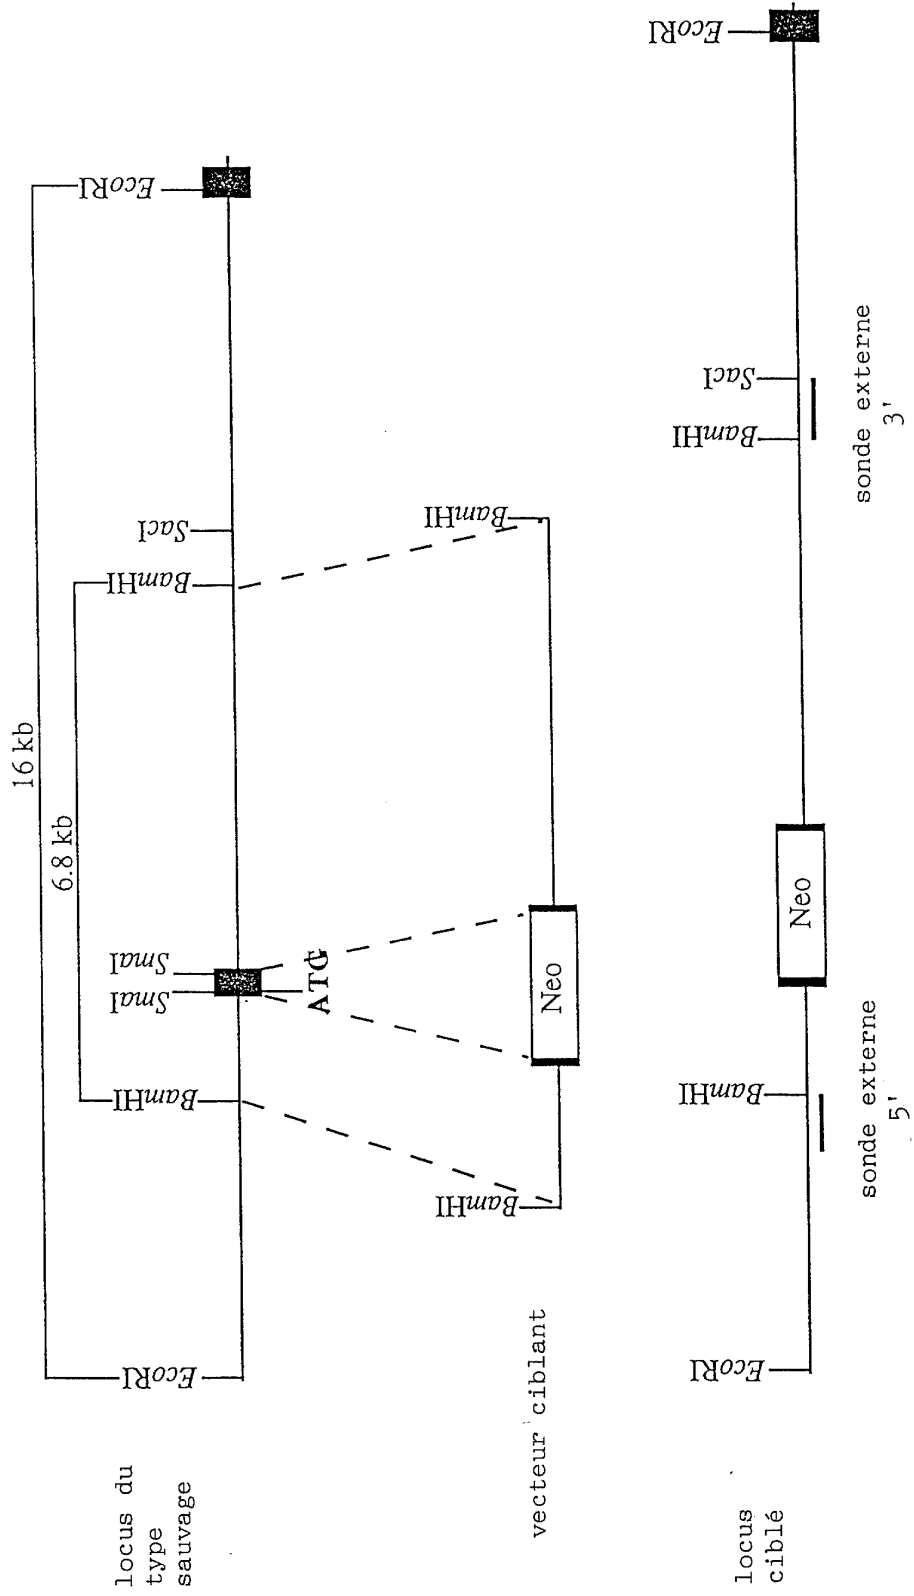 16 kb
6.8 kb
EcoRI
BamHI
SmaI
SmaI
BamHI
SacI
EcoRI
ATG
locus du
type
sauvage
BamHI
Neo
BamHI
vecteur ciblant
EcoRI
BamHI
Neo
BamHI
SacI
EcoRI
sonde externe
5'
sonde externe
3'
locus
ciblé